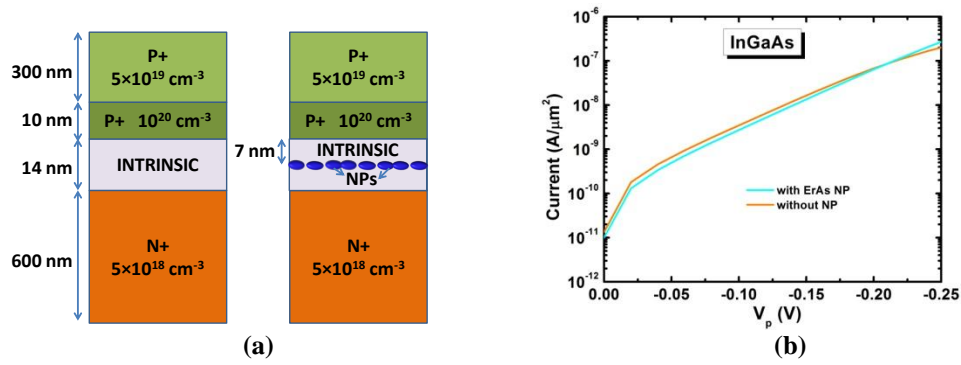 300 nm
10 nm
14 nm
600 nm
P+
5×10¹⁹ cm⁻³
P+ 10²⁰ cm⁻³
INTRINSIC
N+
5×10¹⁸ cm⁻³
7 nm
P+
5×10¹⁹ cm⁻³
P+ 10²⁰ cm⁻³
INTRINSIC
NPs
N+
5×10¹⁸ cm⁻³
(a)
InGaAs
Current (A/μm²)
10⁻⁶
10⁻⁷
10⁻⁸
10⁻⁹
10⁻¹⁰
10⁻¹¹
10⁻¹²
with ErAs NP
without NP
0.00 -0.05 -0.10 -0.15 -0.20 -0.25
Vₚ (V)
(b)